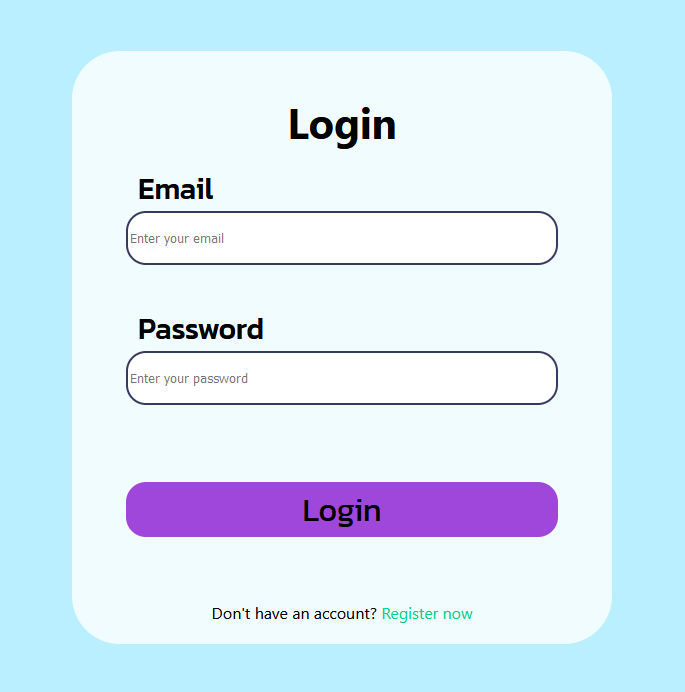 Login
Email
Enter your email
Password
Enter your password
Login
Don't have an account? Register now